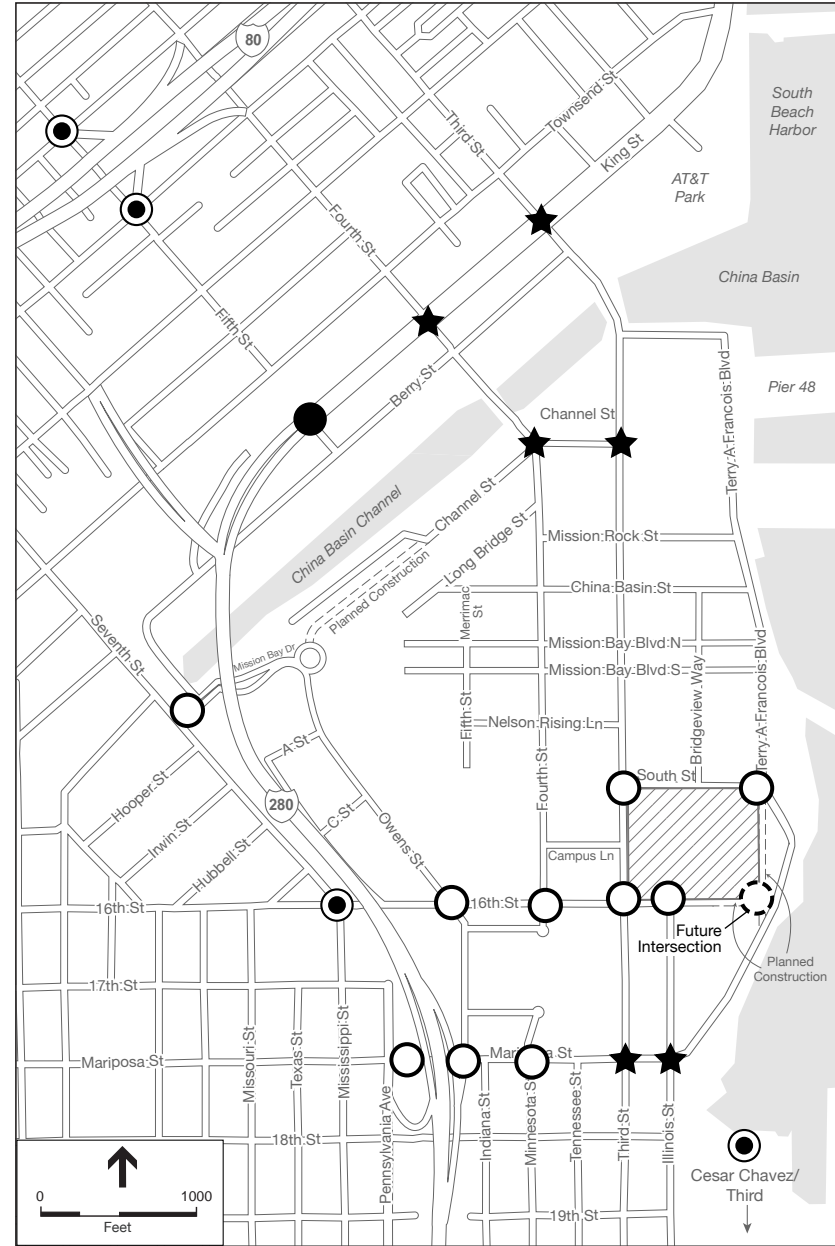 80
South
Beach
Harbor
Townsend St
Third St
King St
AT&T
Park
Fourth St
China Basin
Fifth St
Terry A Francois Blvd
Pier 48
Berry St
Channel St
China Basin Channel
Channel St
Long Bridge St
Mission Rock St
Planned Construction
China Basin St
Merrimac
St
Seventh St
Mission Bay Dr
Mission Bay Blvd N
Mission Bay Blvd S
Bridgeview Way
Terry A Francois Blvd
Fifth St
Nelson Rising Ln
A St
Fourth St
South St
Hooper St
280
C St
Owens St
Irwin St
Hubbell St
Campus Ln
16th St
16th St
Future
Intersection
Planned
Construction
17th St
Mariposa St
Missouri St
Texas St
Mississippi St
Pennsylvania Ave
Mariposa St
Indiana St
Minnesota St
Tennessee St
Third St
Illinois St
18th St
Cesar Chavez/
Third
0
1000
Feet
19th St